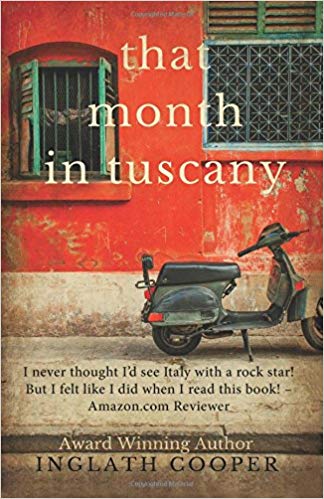 that
month
in tuscany
I never thought I'd see Italy with a rock star!
But I felt like I did when I read this book! –
Amazon.com Reviewer
Award Winning Author
INGLATH COOPER